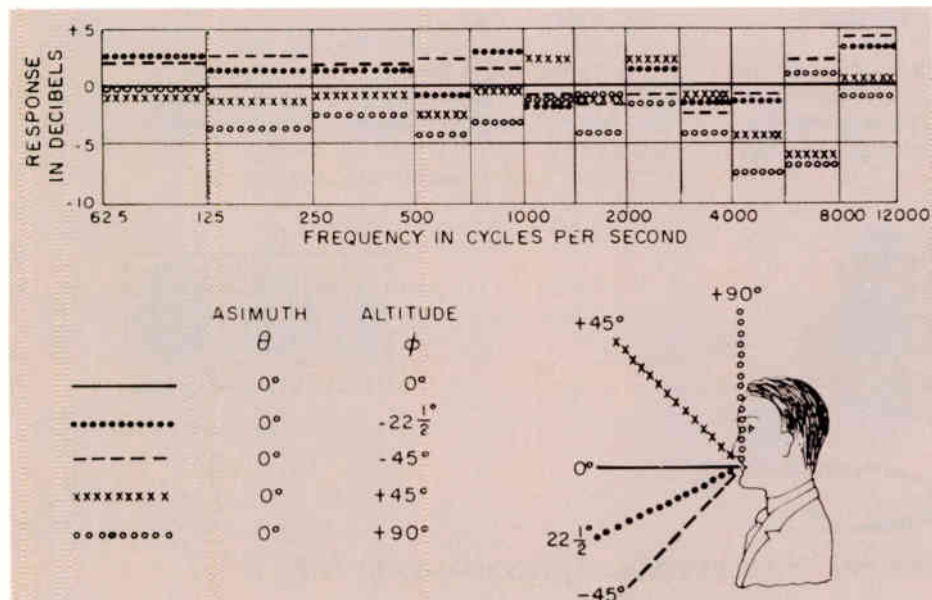 RESPONSE
IN DECIBELS
+5
0
-5
-10
62.5 125 250 500 1000 2000 4000 8000 12000
FREQUENCY IN CYCLES PER SECOND
ASIMUTH ALTITUDE
θ ϕ
0° 0°
0° -22 1/2°
0° -45°
0° +45°
0° +90°
+90°
+45°
0°
22 1/2°
-45°